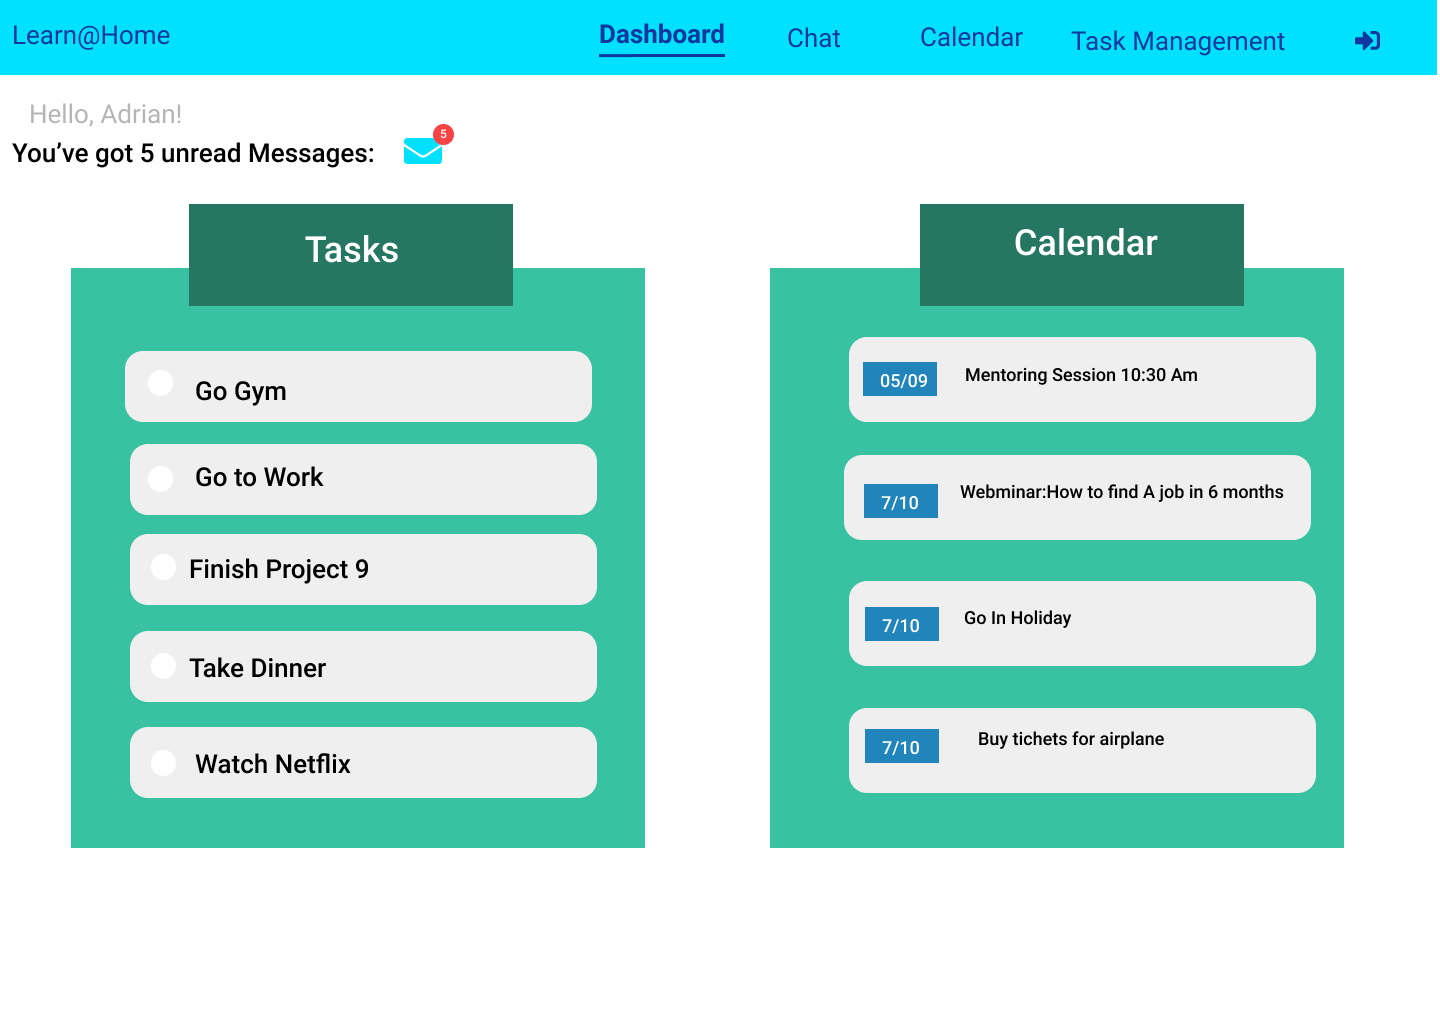 Learn@Home
Dashboard
Chat
Calendar
Task Management
Hello, Adrian!
You’ve got 5 unread Messages:
5
Tasks
Go Gym
Go to Work
Finish Project 9
Take Dinner
Watch Netflix
Calendar
05/09 Mentoring Session 10:30 Am
7/10 Webminar:How to find A job in 6 months
7/10 Go In Holiday
7/10 Buy tichets for airplane